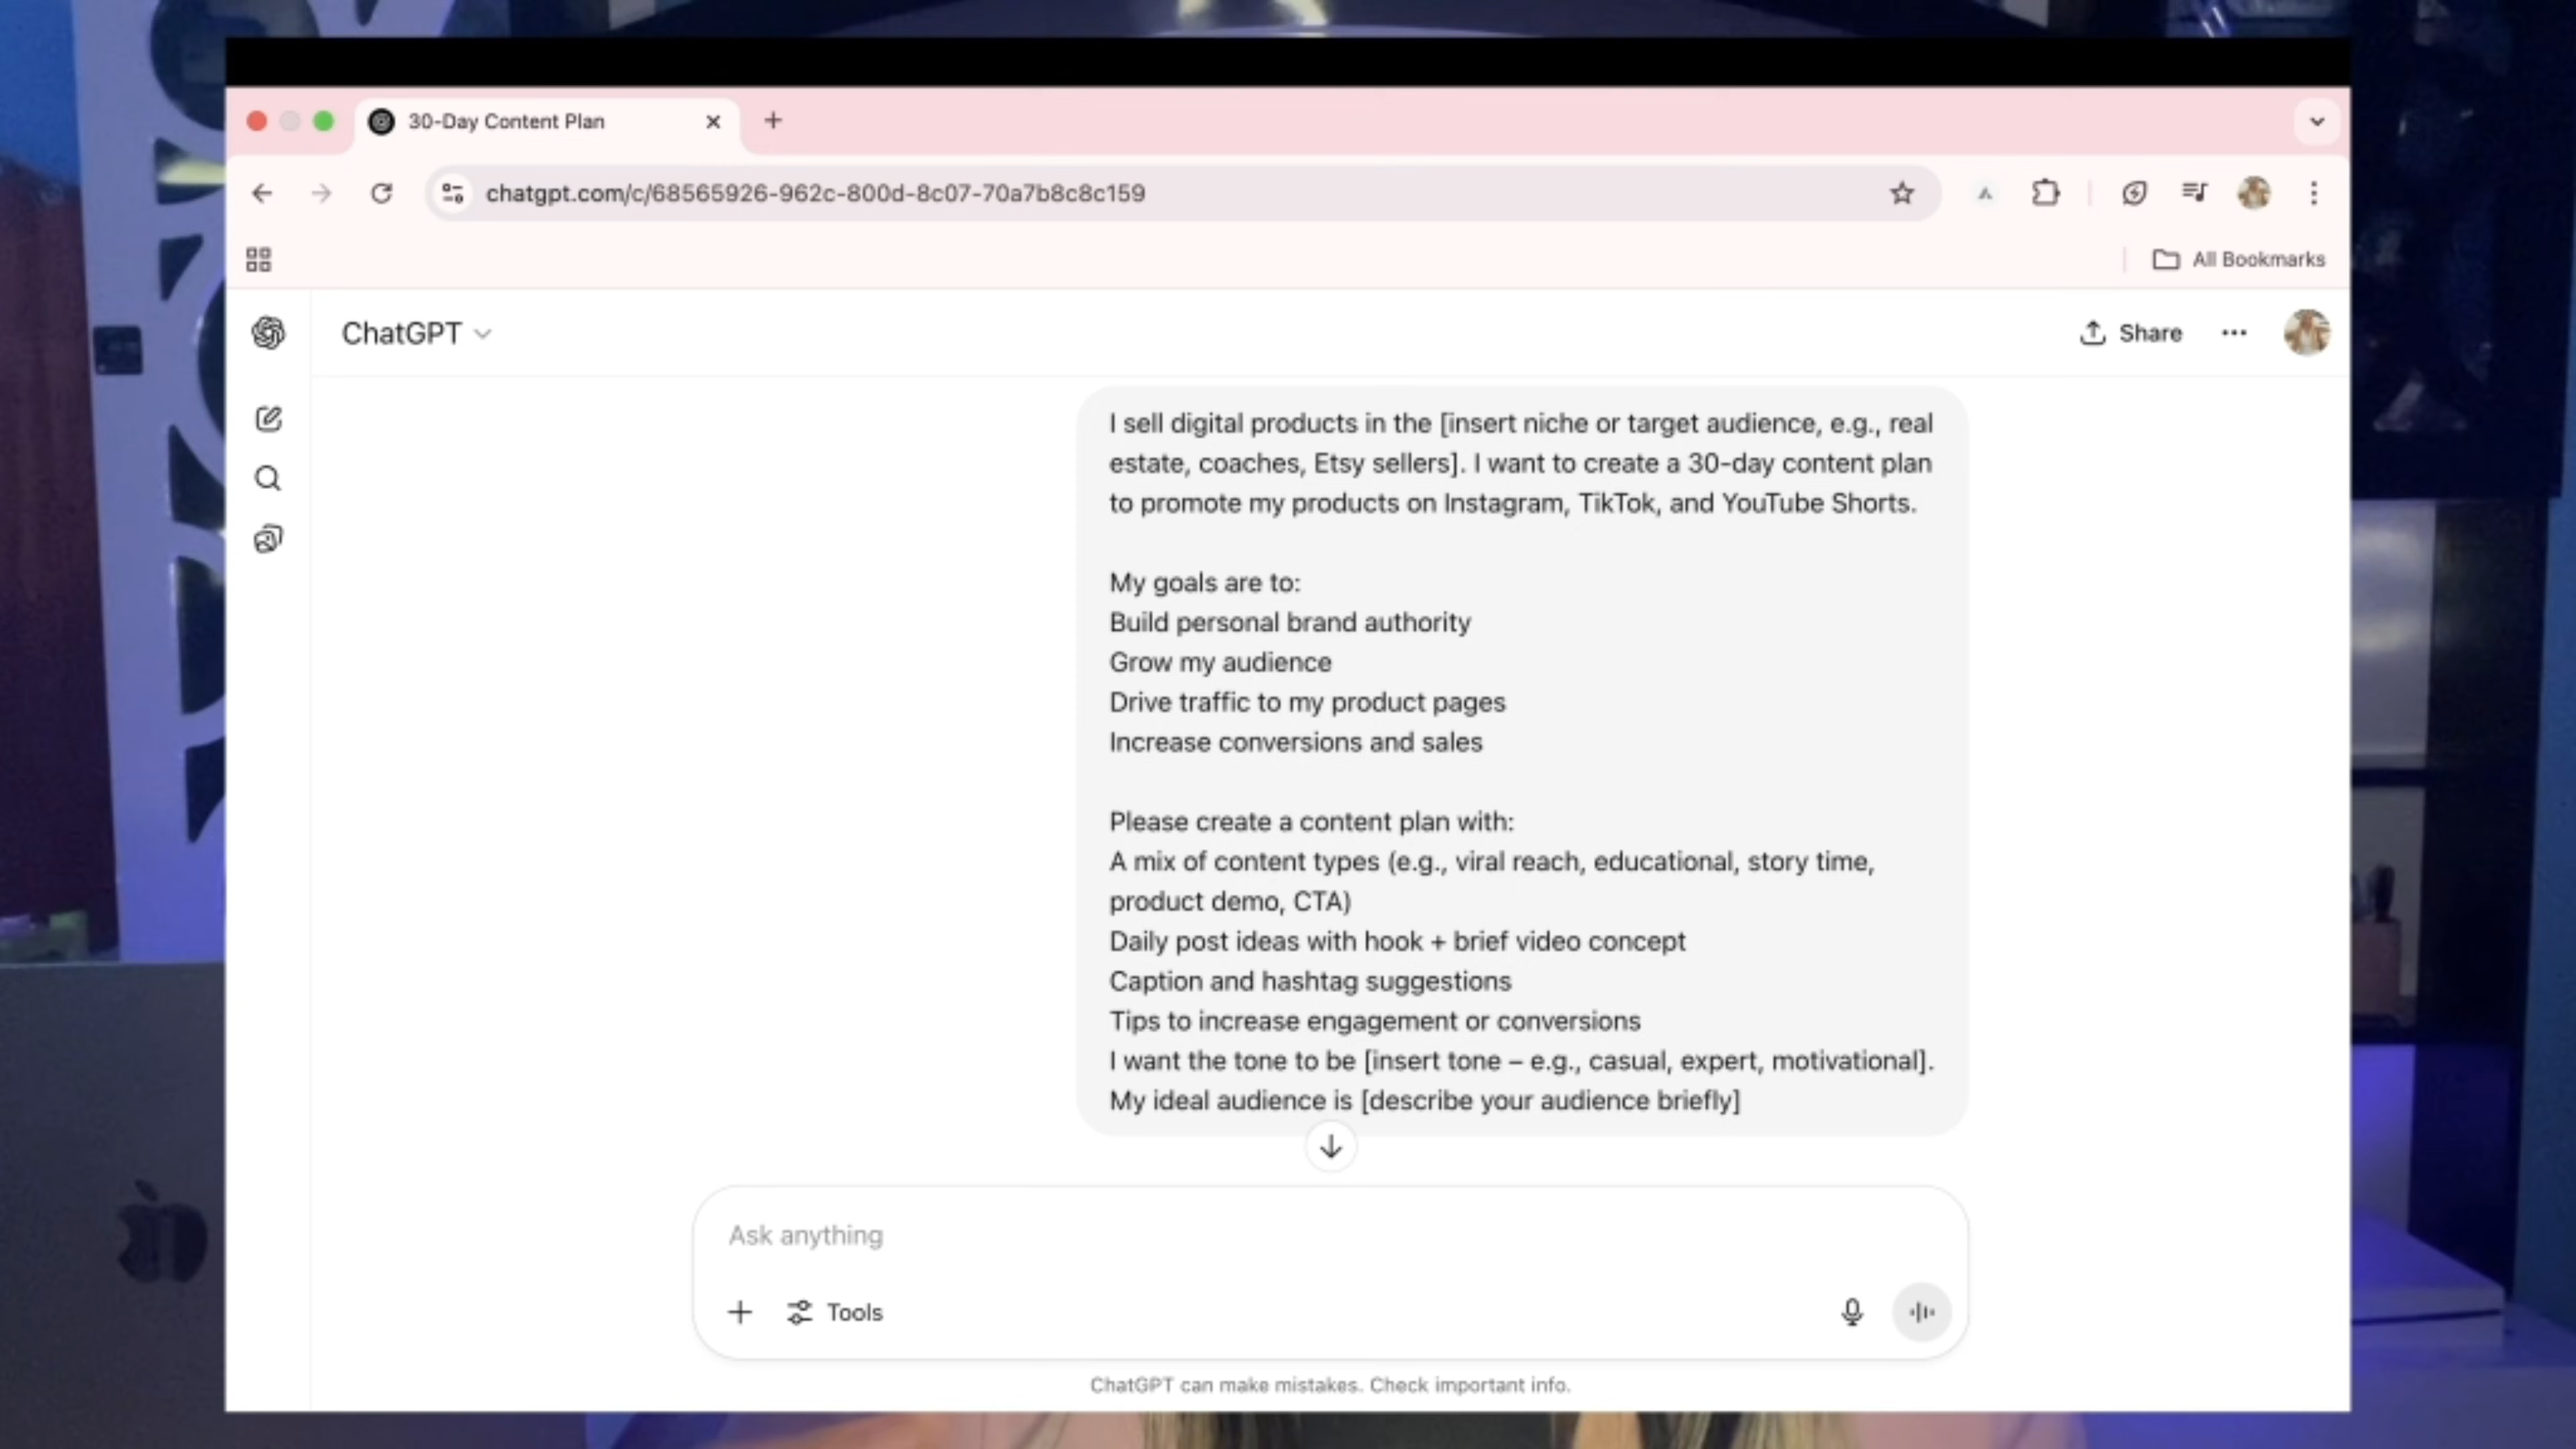 30-Day Content Plan
chatgpt.com/c/68565926-962c-800d-8c07-70a7b8c8c159
All Bookmarks
ChatGPT
Share
I sell digital products in the [insert niche or target audience, e.g., real
estate, coaches, Etsy sellers]. I want to create a 30-day content plan
to promote my products on Instagram, TikTok, and YouTube Shorts.
My goals are to:
Build personal brand authority
Grow my audience
Drive traffic to my product pages
Increase conversions and sales
Please create a content plan with:
A mix of content types (e.g., viral reach, educational, story time,
product demo, CTA)
Daily post ideas with hook + brief video concept
Caption and hashtag suggestions
Tips to increase engagement or conversions
I want the tone to be [insert tone – e.g., casual, expert, motivational].
My ideal audience is [describe your audience briefly]
Ask anything
Tools
ChatGPT can make mistakes. Check important info.